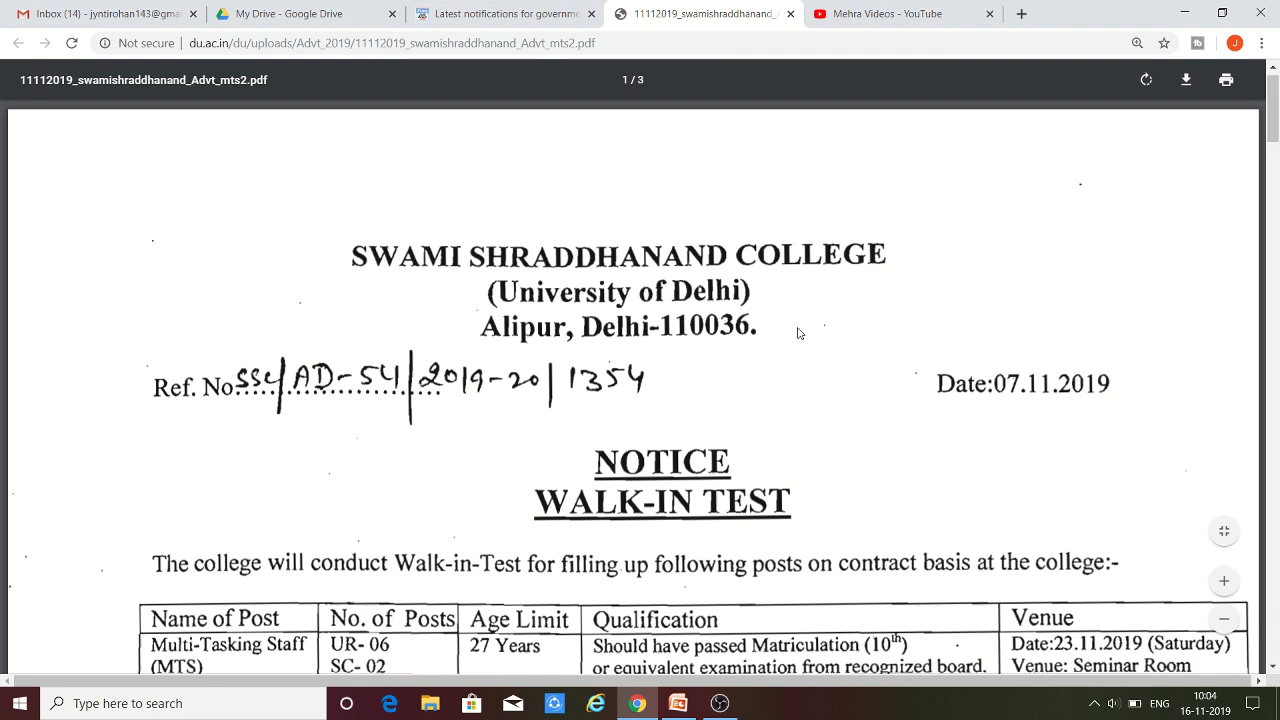 Inbox (14) - jyntirman143@gmai
My Drive - Google Drive
Latest notifications for governme
11112019_swamishraddhanand_
Mehra Videos - YouTube
Not secure | du.ac.in/du/uploads/Advt_2019/11112019_swamishraddhanand_Advt_mts2.pdf
J
11112019_swamishraddhanand_Advt_mts2.pdf
1 / 3
SWAMI SHRADDHANAND COLLEGE
(University of Delhi)
Alipur, Delhi-110036.
Ref. No. SSC/AD-54/2019-20/1354
Date:07.11.2019
NOTICE
WALK-IN TEST
The college will conduct Walk-in-Test for filling up following posts on contract basis at the college:-
Name of Post No. of Posts Age Limit Qualification Venue
Multi-Tasking Staff UR- 06 27 Years Should have passed Matriculation (10th) Date:23.11.2019 (Saturday)
(MTS) SC- 02 or equivalent examination from recognized board. Venue: Seminar Room
Type here to search
ENG
10:04
16-11-2019